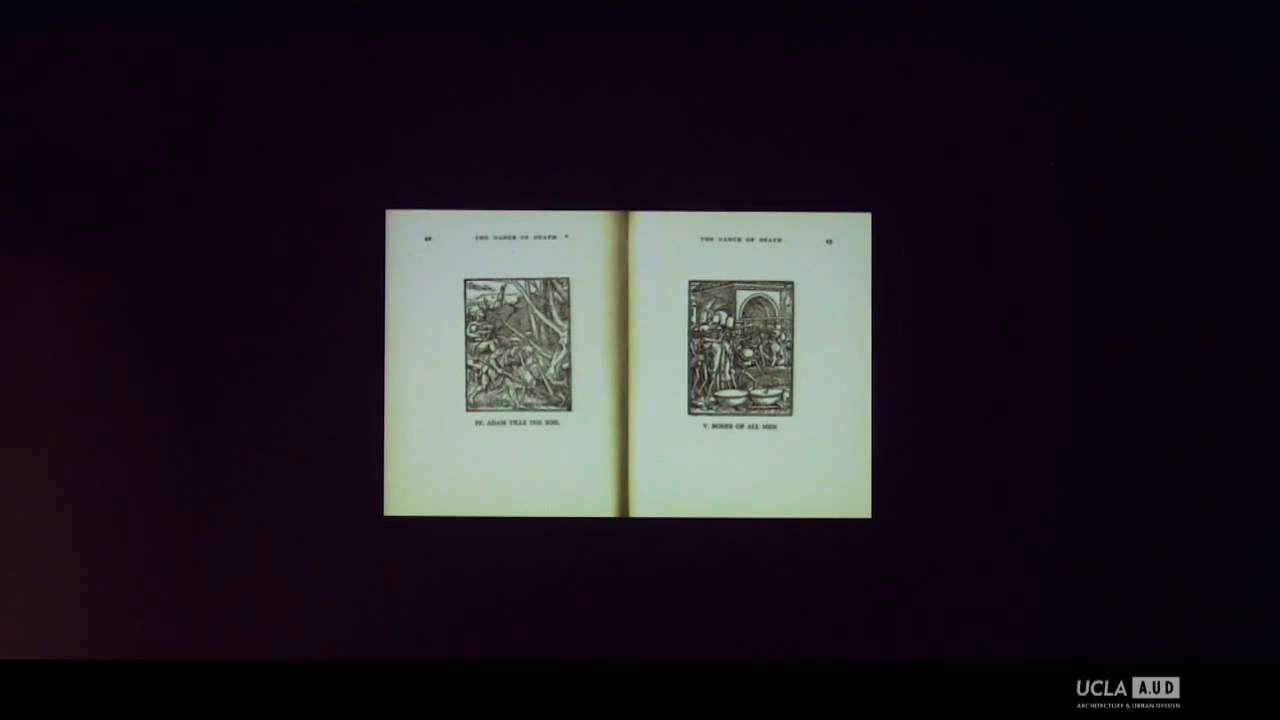 THE DANCE OF DEATH
IV. ADAM TILLS THE SOIL.
THE DANCE OF DEATH
V. BONES OF ALL MEN
UCLA A.UD
ARCHITECTURE & URBAN DESIGN